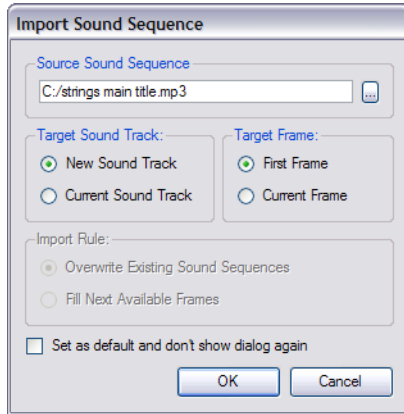 Import Sound Sequence
Source Sound Sequence
C:/strings main title.mp3
...
Target Sound Track:
New Sound Track
Current Sound Track
Target Frame:
First Frame
Current Frame
Import Rule:
Overwrite Existing Sound Sequences
Fill Next Available Frames
Set as default and don't show dialog again
OK
Cancel